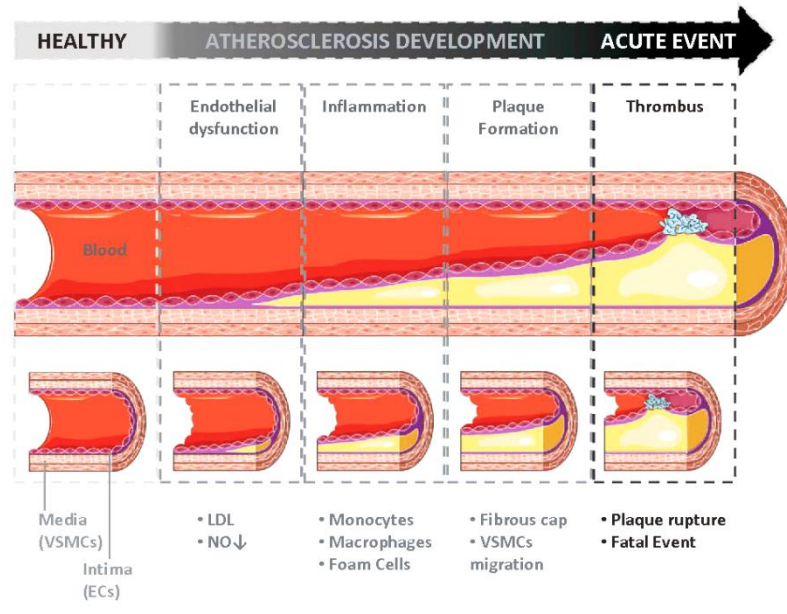 HEALTHY
ATHEROSCLEROSIS DEVELOPMENT
ACUTE EVENT
Endothelial
dysfunction
Inflammation
Plaque
Formation
Thrombus
Blood
Media
(VSMCs)
Intima
(ECs)
• LDL
• NO↓
• Monocytes
• Macrophages
• Foam Cells
• Fibrous cap
• VSMCs
migration
• Plaque rupture
• Fatal Event